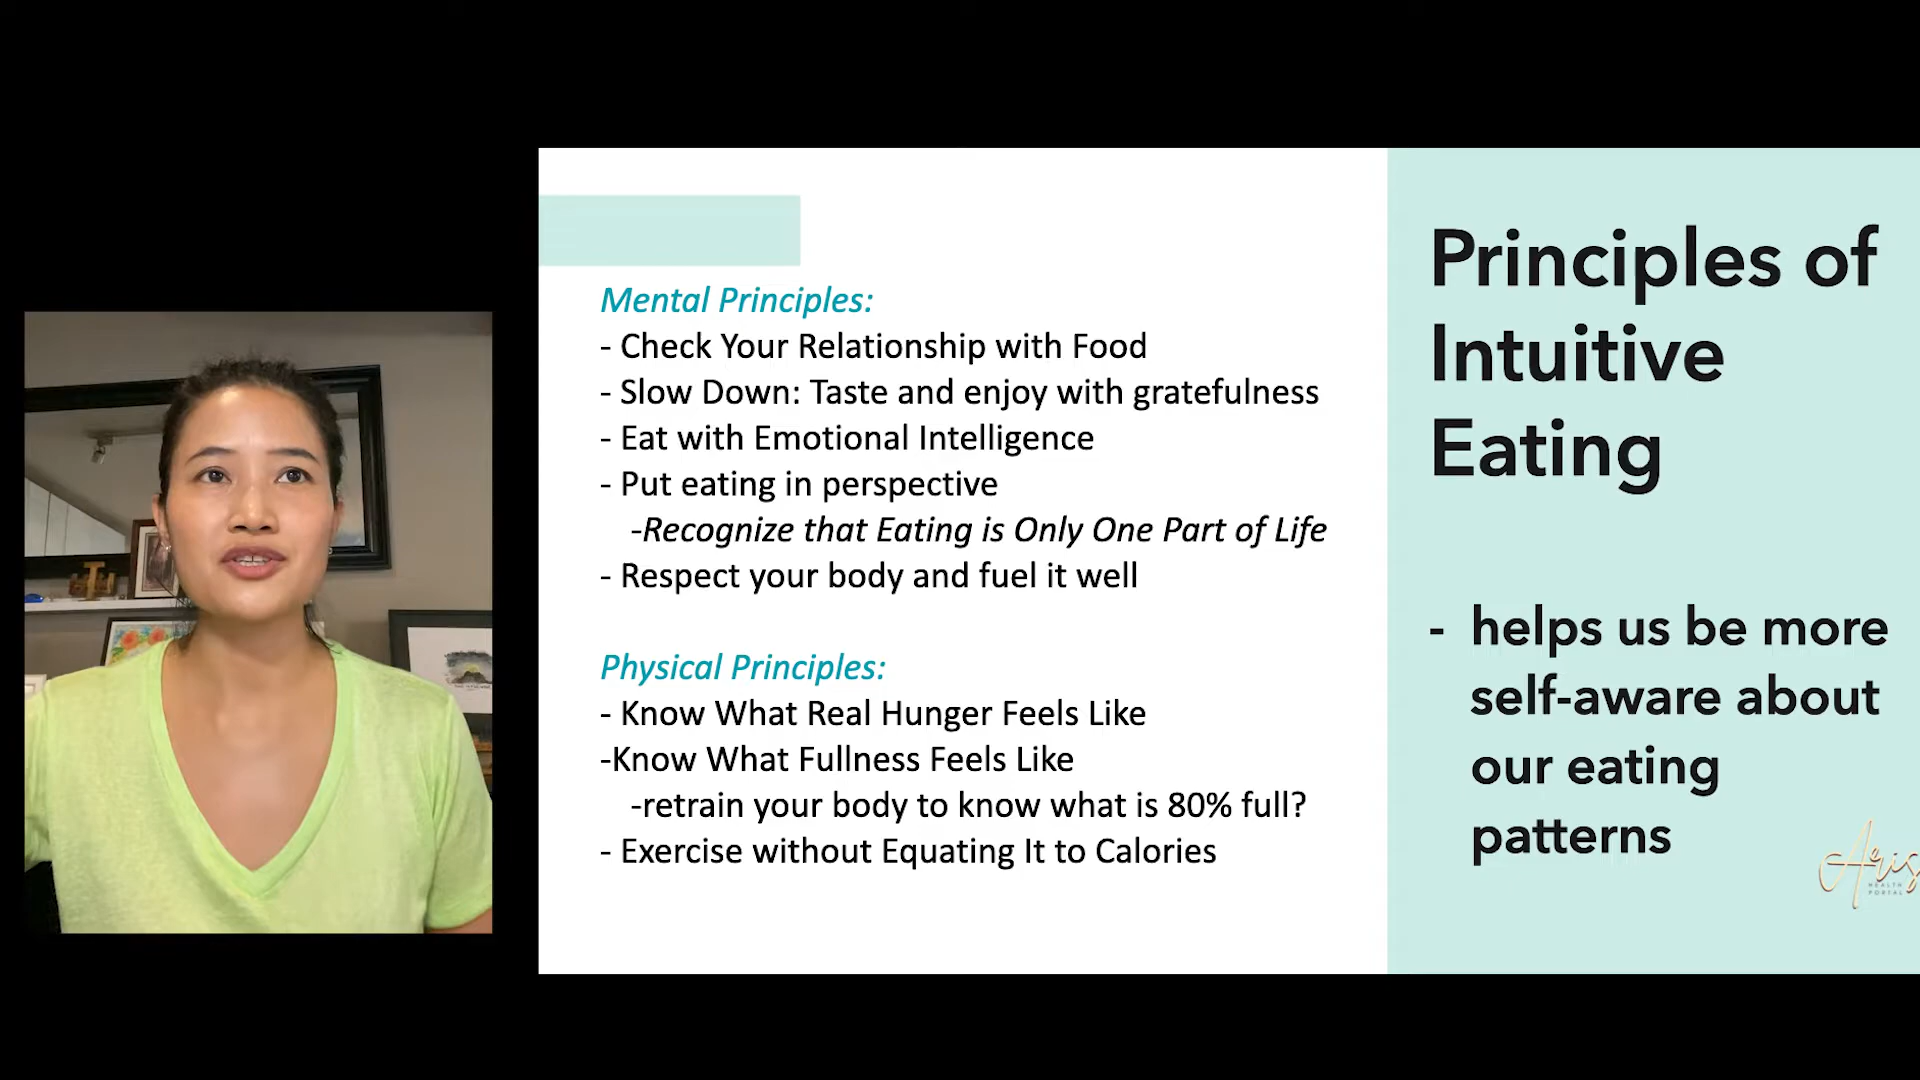 Mental Principles:
- Check Your Relationship with Food
- Slow Down: Taste and enjoy with gratefulness
- Eat with Emotional Intelligence
- Put eating in perspective
-Recognize that Eating is Only One Part of Life
- Respect your body and fuel it well
Physical Principles:
- Know What Real Hunger Feels Like
-Know What Fullness Feels Like
-retrain your body to know what is 80% full?
- Exercise without Equating It to Calories
Principles of
Intuitive
Eating
- helps us be more
self-aware about
our eating
patterns
Aris
HEALTH
PORTAL